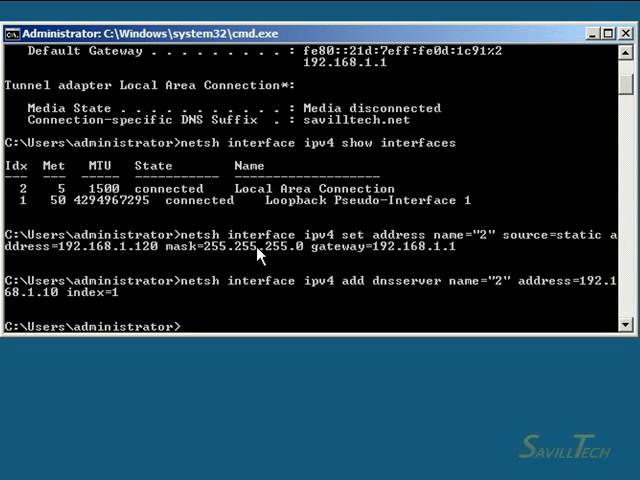 Administrator: C:\Windows\system32\cmd.exe
Default Gateway . . . . . . . . . : fe80::21d:7eff:fe0d:1c91%2
192.168.1.1
Tunnel adapter Local Area Connection*:
Media State . . . . . . . . . . . : Media disconnected
Connection-specific DNS Suffix  . : savilltech.net
C:\Users\administrator>netsh interface ipv4 show interfaces
Idx  Met   MTU   State        Name
---  ---  -----  -----------  -------------------
2    5   1500  connected    Local Area Connection
1   50 4294967295  connected    Loopback Pseudo-Interface 1
C:\Users\administrator>netsh interface ipv4 set address name="2" source=static a
ddress=192.168.1.120 mask=255.255.255.0 gateway=192.168.1.1
C:\Users\administrator>netsh interface ipv4 add dnsserver name="2" address=192.1
68.1.10 index=1
C:\Users\administrator>
SAVILLTECH